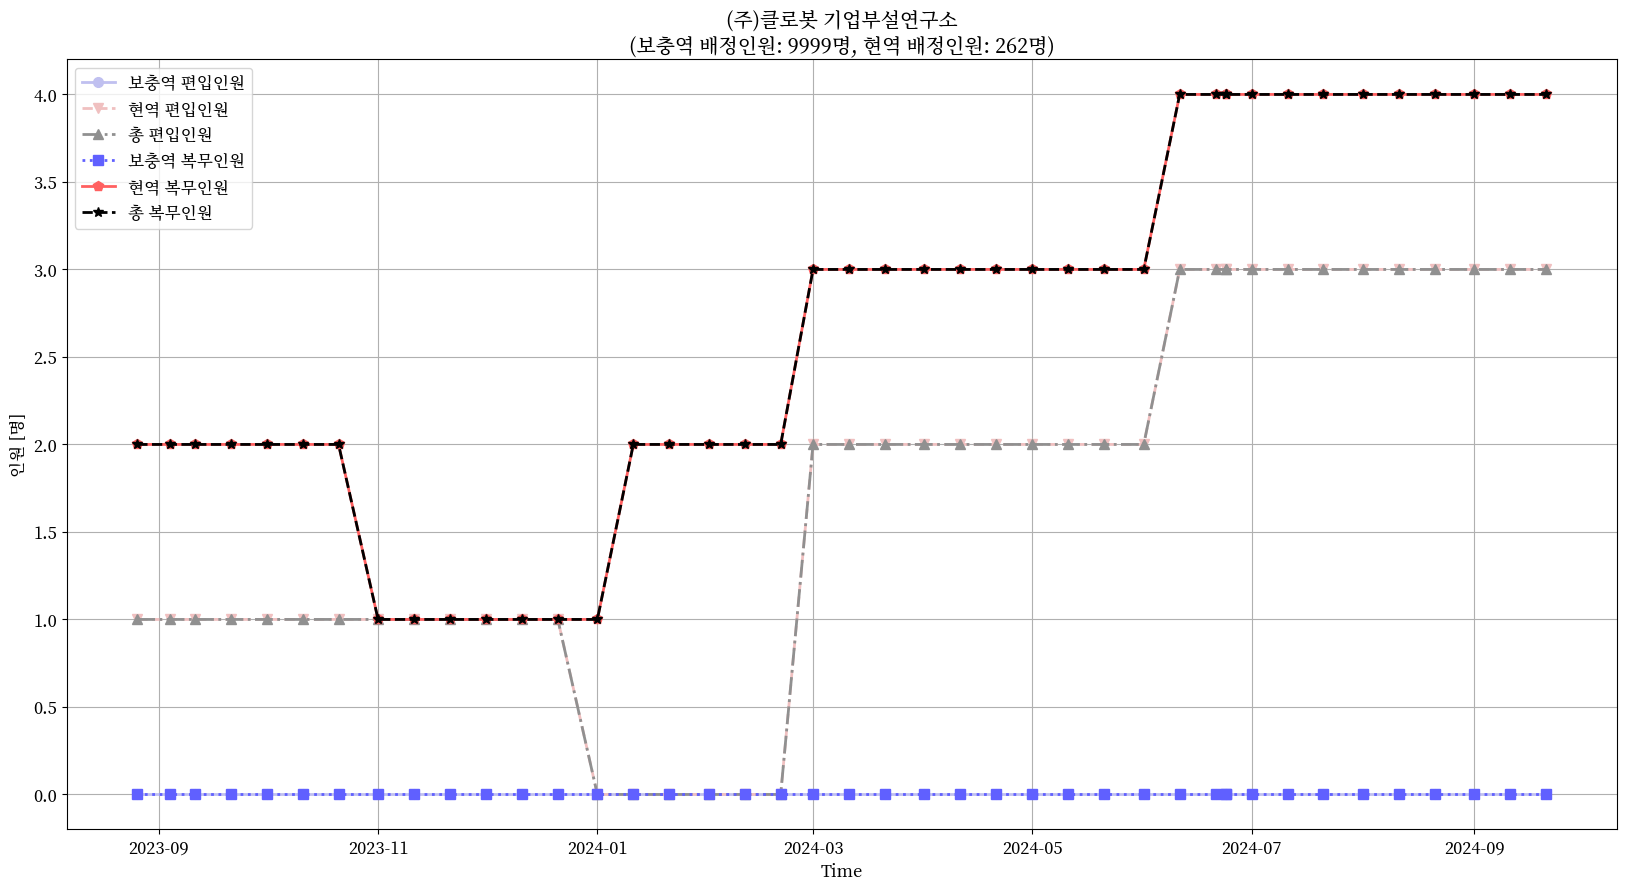 (주)클로봇 기업부설연구소
(보충역 배정인원: 9999명, 현역 배정인원: 262명)
보충역 편입인원
현역 편입인원
총 편입인원
보충역 복무인원
현역 복무인원
총 복무인원
인원 [명]
4.0
3.5
3.0
2.5
2.0
1.5
1.0
0.5
0.0
2023-09
2023-11
2024-01
2024-03
2024-05
2024-07
2024-09
Time